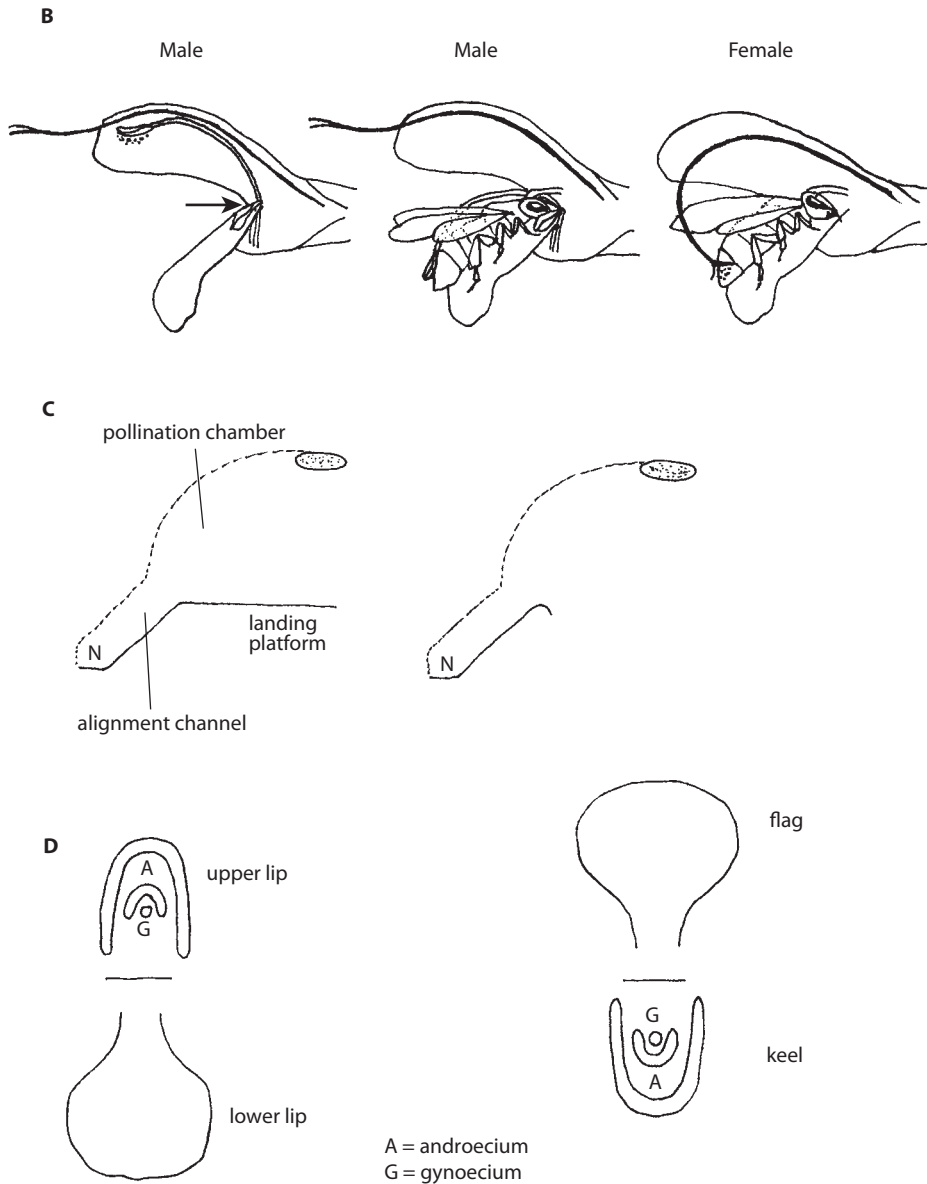 B
Male
Male
Female
C
pollination chamber
N
landing
platform
alignment channel
N
D
A
G
upper lip
lower lip
flag
G
A
keel
A = androecium
G = gynoecium